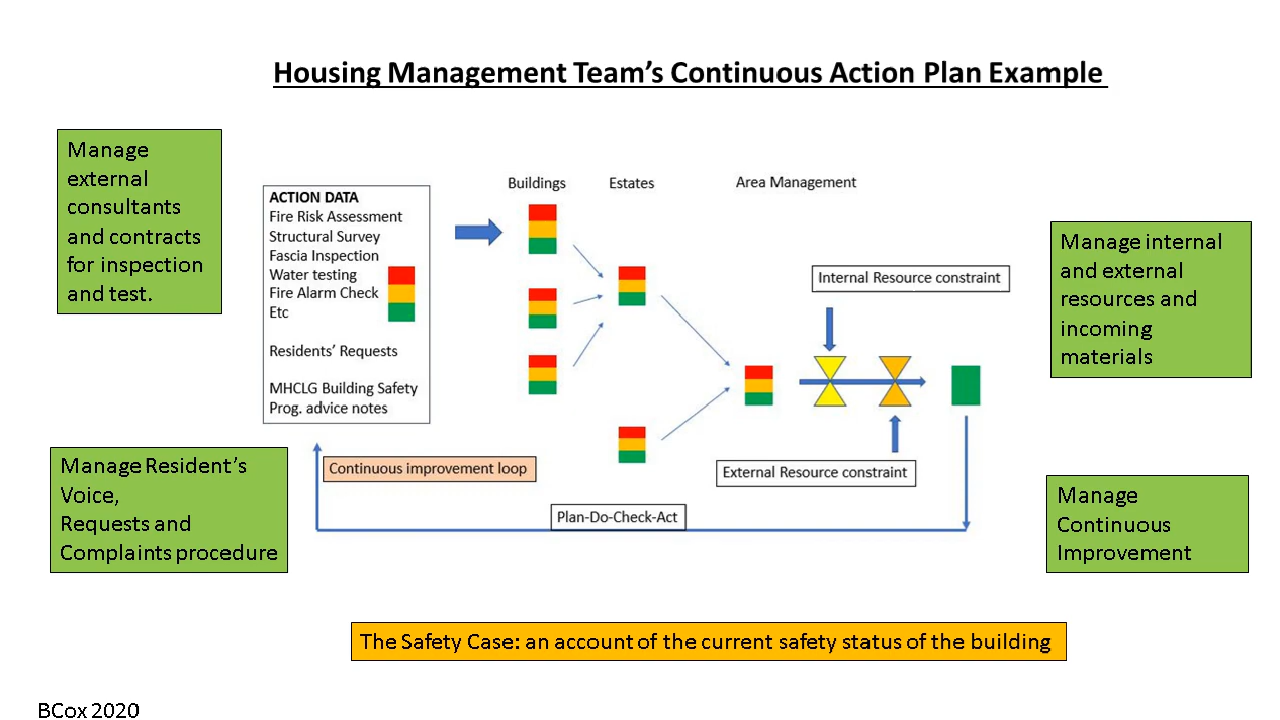 Housing Management Team's Continuous Action Plan Example
Manage
external
consultants
and contracts
for inspection
and test.
ACTION DATA
Fire Risk Assessment
Structural Survey
Fascia Inspection
Water testing
Fire Alarm Check
Etc
Residents' Requests
MHCLG Building Safety
Prog. advice notes
Buildings
Estates
Area Management
Internal Resource constraint
Manage internal
and external
resources and
incoming
materials
Manage Resident's
Voice,
Requests and
Complaints procedure
Continuous improvement loop
External Resource constraint
Plan-Do-Check-Act
Manage
Continuous
Improvement
The Safety Case: an account of the current safety status of the building
BCox 2020